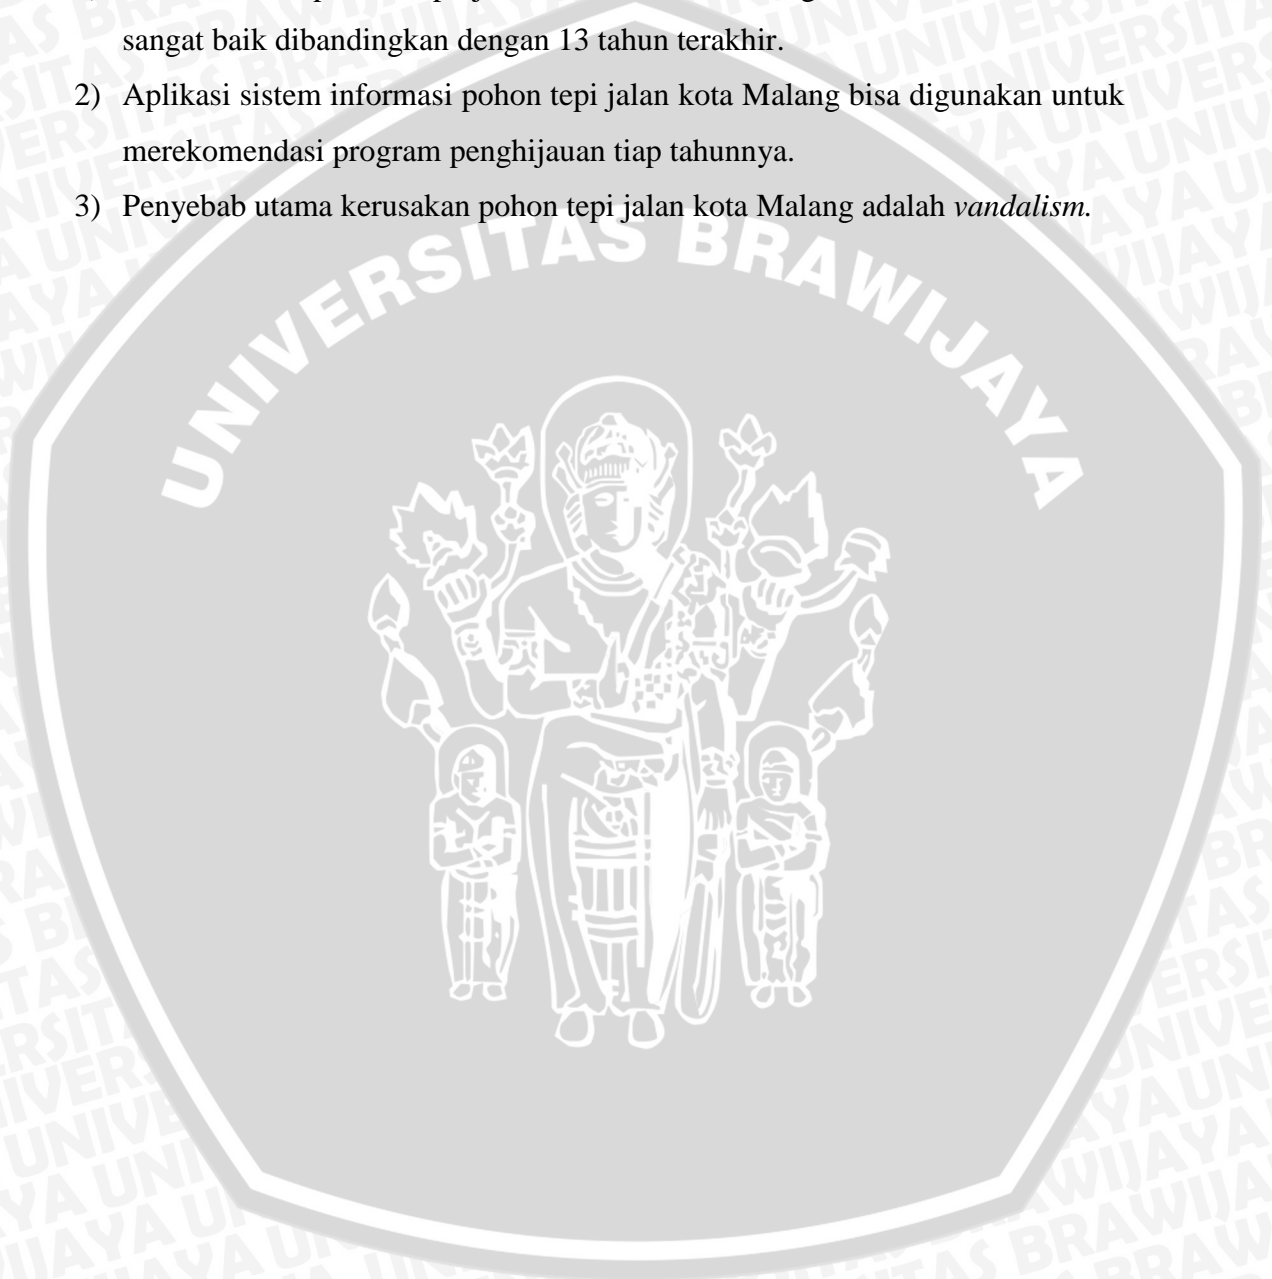 sangat baik dibandingkan dengan 13 tahun terakhir.
2) Aplikasi sistem informasi pohon tepi jalan kota Malang bisa digunakan untuk
merekomendasi program penghijauan tiap tahunnya.
3) Penyebab utama kerusakan pohon tepi jalan kota Malang adalah vandalism.
UNIVERSITAS BRAWIJAYA